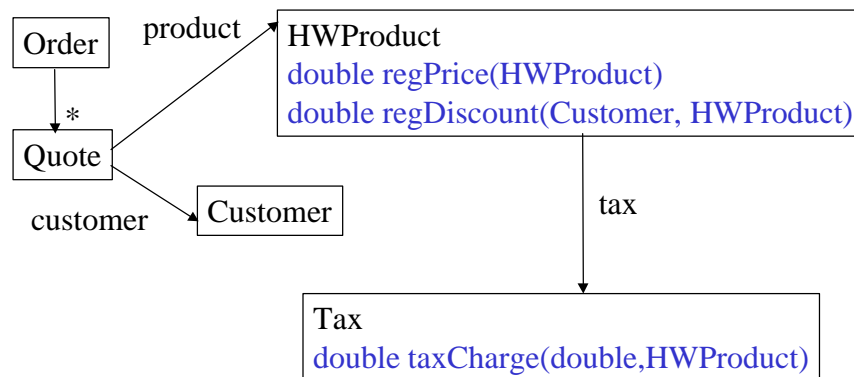 Order
*
Quote
product
customer
Customer
HWProduct
double regPrice(HWProduct)
double regDiscount(Customer, HWProduct)
tax
Tax
double taxCharge(double,HWProduct)